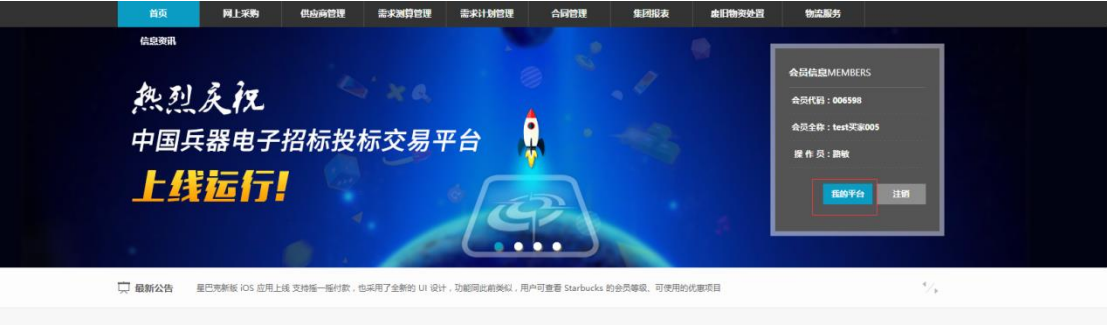 首页 网上采购 供应商管理 需求测算管理 需求计划管理 合同管理 集团报表 废旧物资处置 物流服务
信息资讯
热烈庆祝
中国兵器电子招标投标交易平台
上线运行!
会员信息MEMBERS
会员代码：006598
会员全称：test买家005
操 作 员：路敏
我的平台 注销
最新公告 星巴克新版 iOS 应用上线 支持摇一摇付款，也采用了全新的 UI 设计，功能同此前类似，用户可查看 Starbucks 的会员等级，可使用的优惠项目